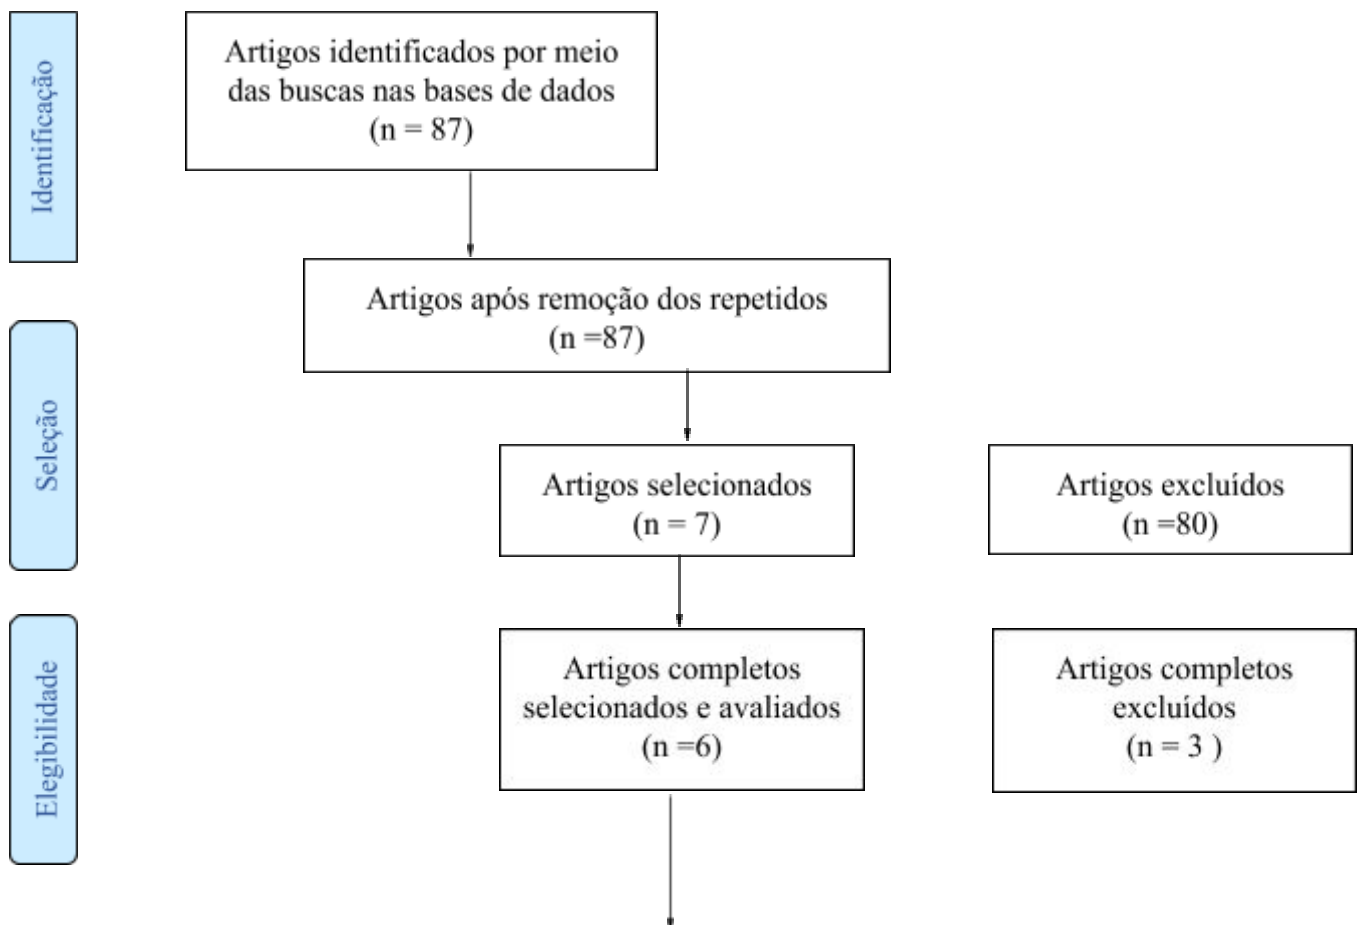 Identificação
Artigos identificados por meio
das buscas nas bases de dados
(n = 87)
Artigos após remoção dos repetidos
(n =87)
Seleção
Artigos selecionados
(n = 7)
Artigos excluídos
(n =80)
Elegibilidade
Artigos completos
selecionados e avaliados
(n =6)
Artigos completos
excluídos
(n = 3 )